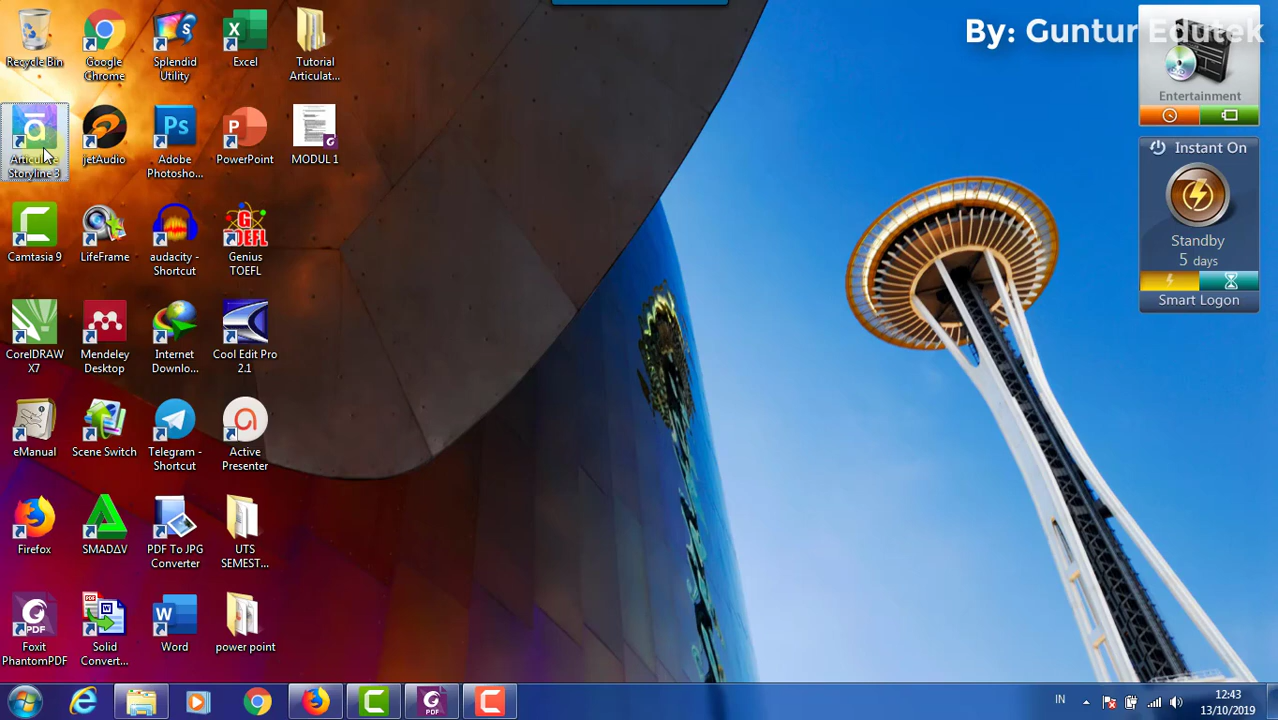 By: Guntur Edutek
Recycle Bin
Google
Chrome
Splendid
Utility
Excel
Tutorial
Articulat...
Articulate
Storyline 3
jetAudio
Adobe
Photosho...
PowerPoint
MODUL 1
Camtasia 9
LifeFrame
audacity -
Shortcut
Genius
TOEFL
CorelDRAW
X7
Mendeley
Desktop
Internet
Downlo...
Cool Edit Pro
2.1
eManual
Scene Switch
Telegram -
Shortcut
Active
Presenter
Firefox
SMADΔV
PDF To JPG
Converter
UTS
SEMEST...
Foxit
PhantomPDF
Solid
Convert...
Word
power point
Entertainment
Instant On
Standby
5 days
Smart Logon
IN
12:43
13/10/2019